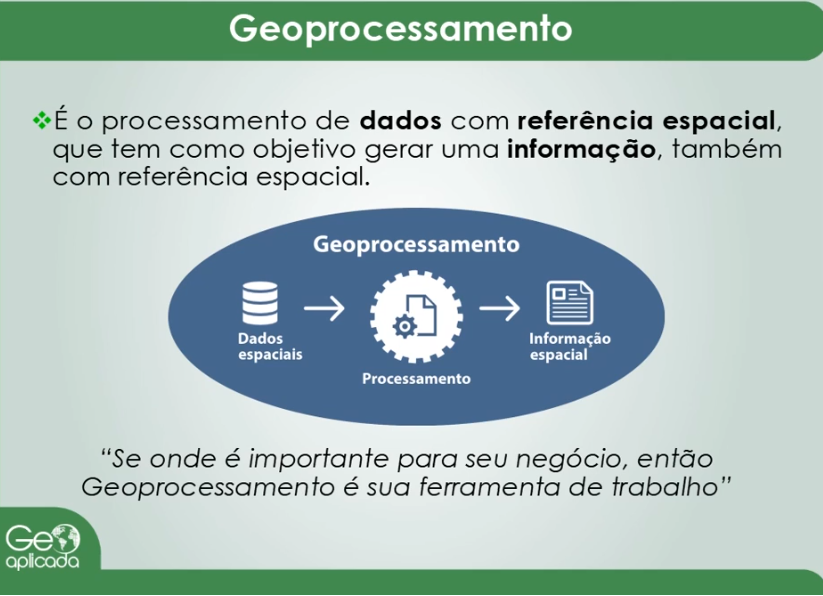 Geoprocessamento
É o processamento de dados com referência espacial,
que tem como objetivo gerar uma informação, também
com referência espacial.
Geoprocessamento
Dados
espaciais
Processamento
Informação
espacial
“Se onde é importante para seu negócio, então
Geoprocessamento é sua ferramenta de trabalho”
Geo
aplicada